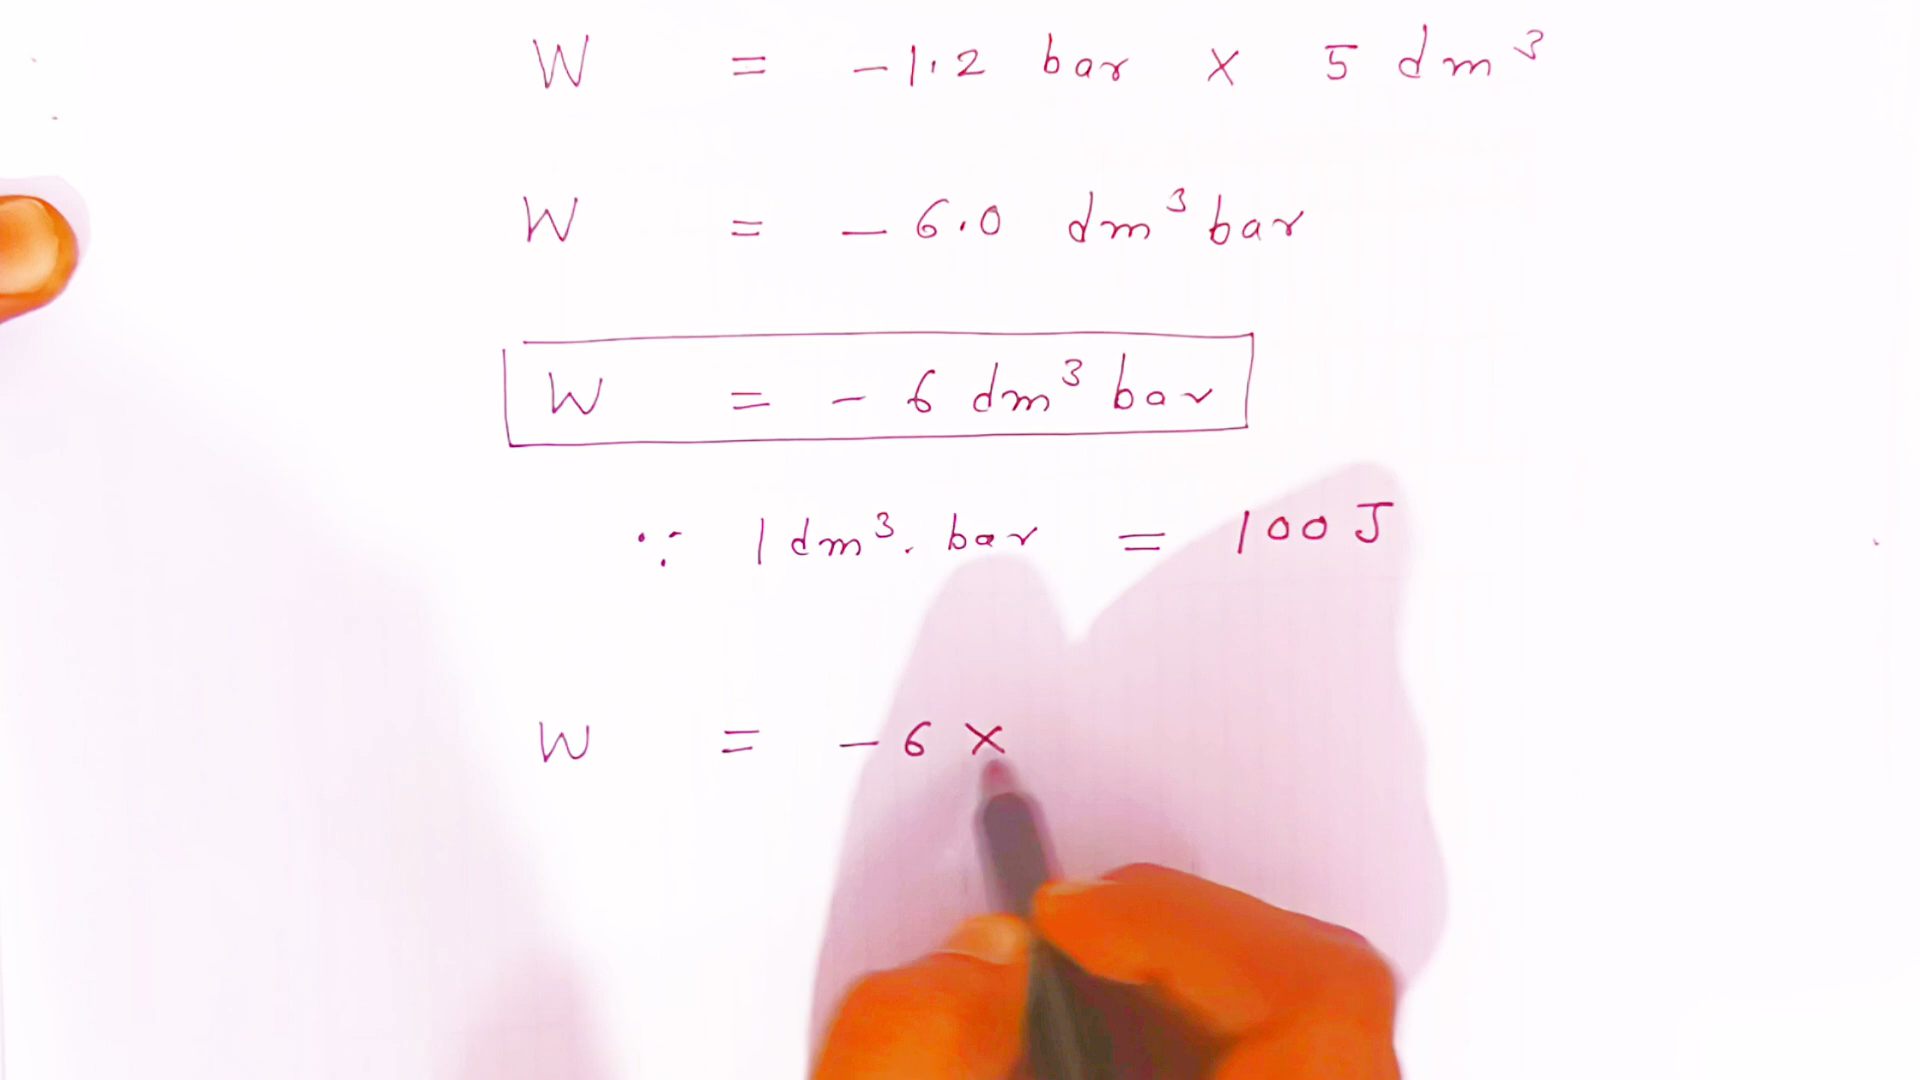 W = -1.2 bar × 5 dm³
W = - 6.0 dm³ bar
W = - 6 dm³ bar
∵ 1 dm³. bar = 100 J
W = - 6 ×